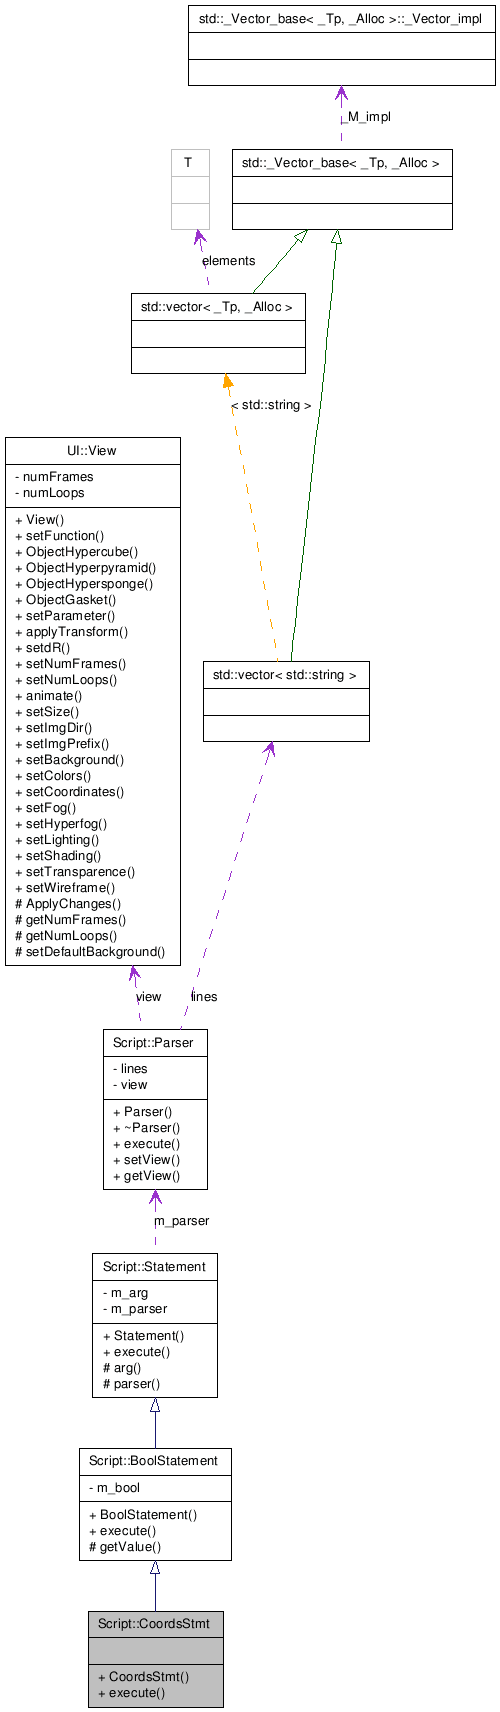 std::_Vector_base< _Tp, _Alloc >::_Vector_impl
_M_impl
T
std::_Vector_base< _Tp, _Alloc >
elements
std::vector< _Tp, _Alloc >
< std::string >
UI::View
- numFrames
- numLoops
+ View()
+ setFunction()
+ ObjectHypercube()
+ ObjectHyperpyramid()
+ ObjectHypersponge()
+ ObjectGasket()
+ setParameter()
+ applyTransform()
+ setdR()
+ setNumFrames()
+ setNumLoops()
+ animate()
+ setSize()
+ setImgDir()
+ setImgPrefix()
+ setBackground()
+ setColors()
+ setCoordinates()
+ setFog()
+ setHyperfog()
+ setLighting()
+ setShading()
+ setTransparence()
+ setWireframe()
# ApplyChanges()
# getNumFrames()
# getNumLoops()
# setDefaultBackground()
std::vector< std::string >
view
lines
Script::Parser
- lines
- view
+ Parser()
+ ~Parser()
+ execute()
+ setView()
+ getView()
m_parser
Script::Statement
- m_arg
- m_parser
+ Statement()
+ execute()
# arg()
# parser()
Script::BoolStatement
- m_bool
+ BoolStatement()
+ execute()
# getValue()
Script::CoordsStmt
+ CoordsStmt()
+ execute()